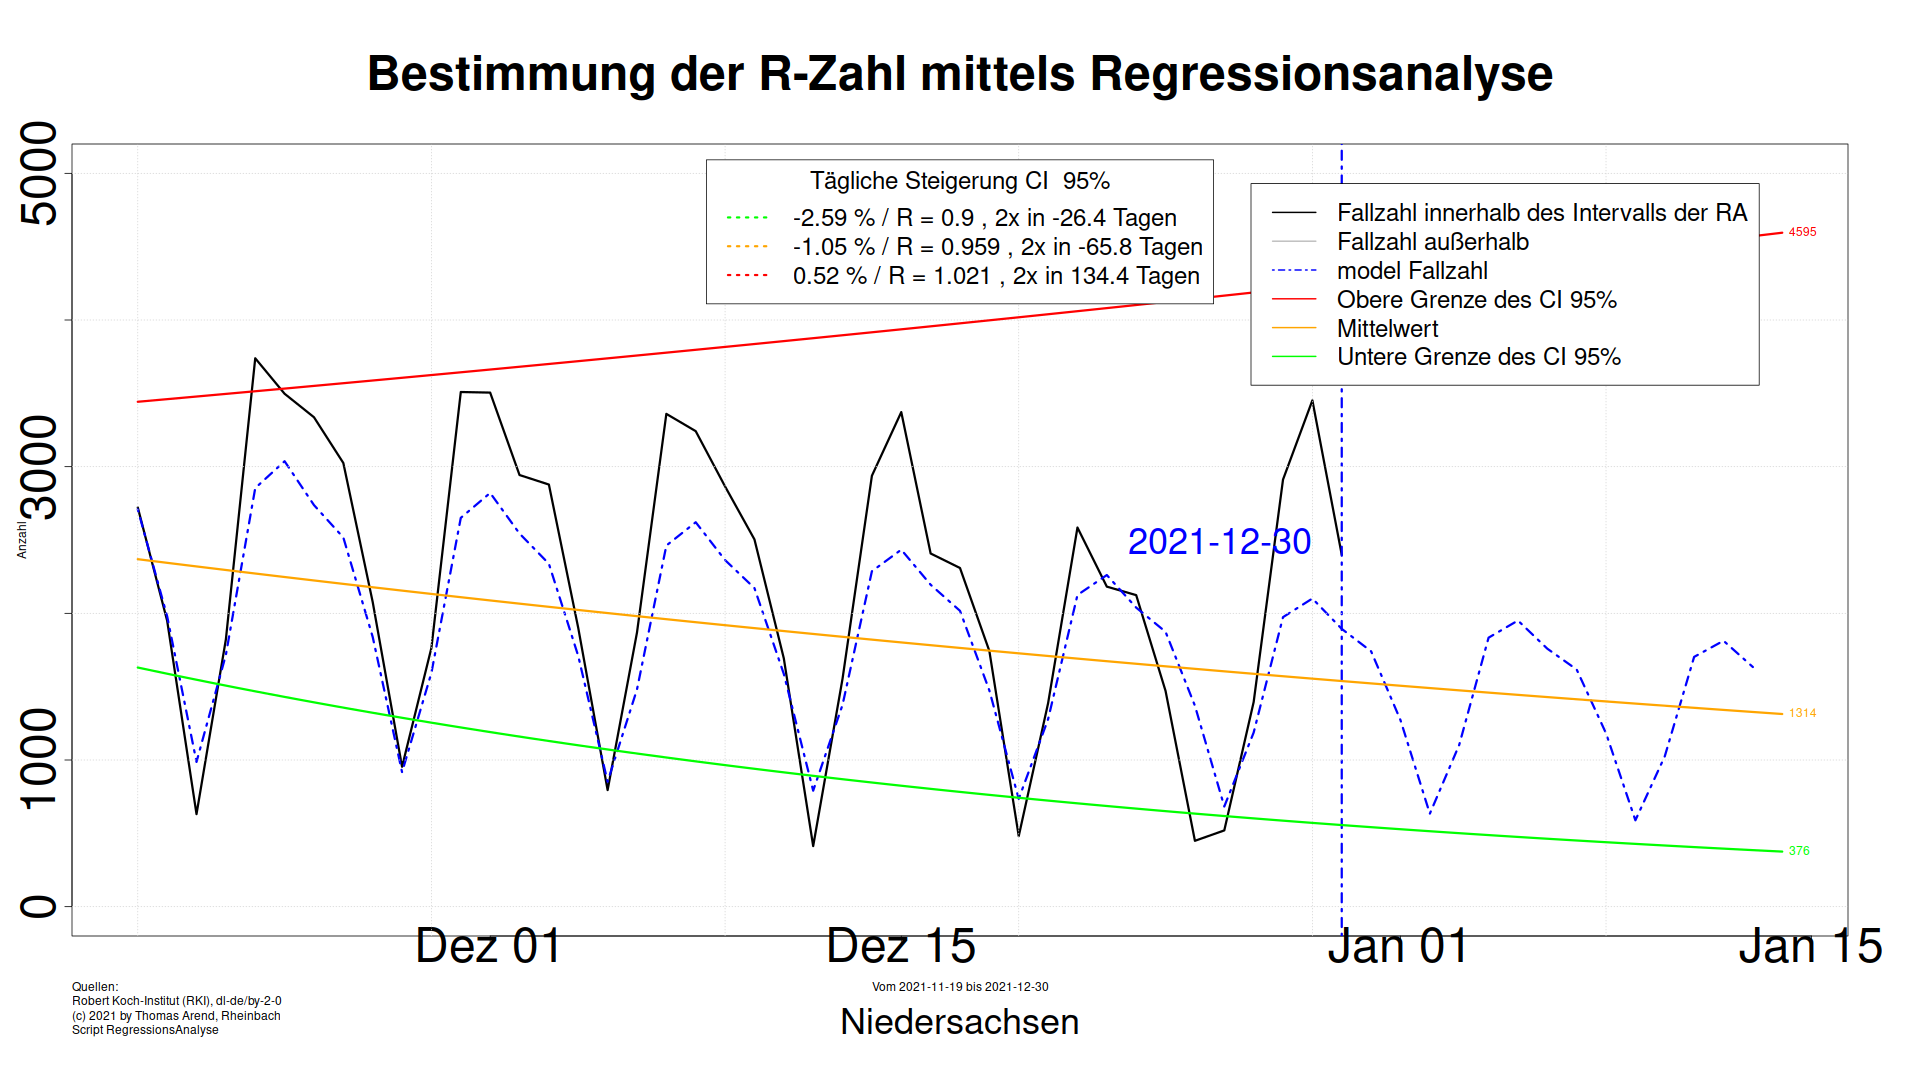 Bestimmung der R-Zahl mittels Regressionsanalyse
5000
3000
1000
0
Anzahl
Tägliche Steigerung CI  95%
-2.59 % / R = 0.9 , 2x in -26.4 Tagen
-1.05 % / R = 0.959 , 2x in -65.8 Tagen
0.52 % / R = 1.021 , 2x in 134.4 Tagen
Fallzahl innerhalb des Intervalls der RA
Fallzahl außerhalb
model Fallzahl
Obere Grenze des CI 95%
Mittelwert
Untere Grenze des CI 95%
4595
2021-12-30
1314
376
Dez 01
Dez 15
Jan 01
Jan 15
Quellen:
Robert Koch-Institut (RKI), dl-de/by-2-0
(c) 2021 by Thomas Arend, Rheinbach
Script RegressionsAnalyse
Vom 2021-11-19 bis 2021-12-30
Niedersachsen